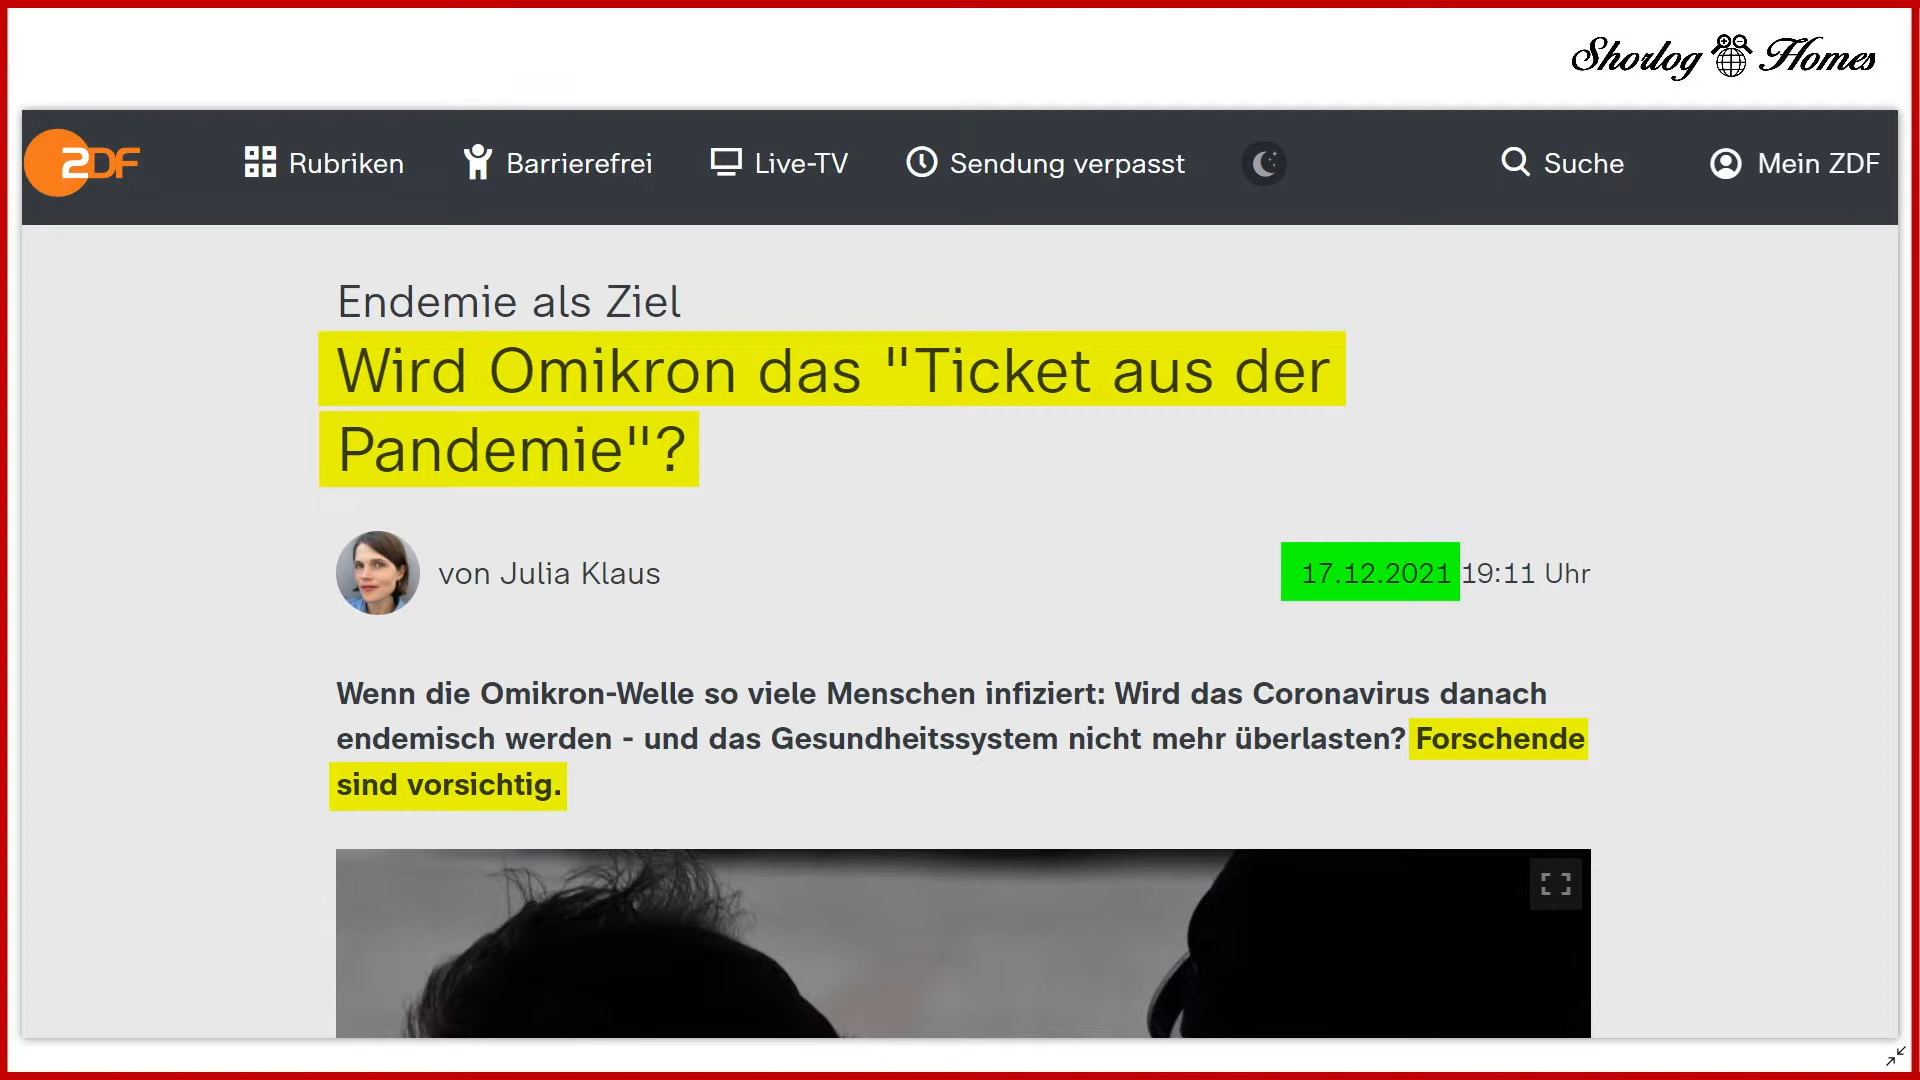 Shorlog Homes
ZDF Rubriken Barrierefrei Live-TV Sendung verpasst Suche Mein ZDF
Endemie als Ziel
Wird Omikron das "Ticket aus der
Pandemie"?
von Julia Klaus
17.12.2021 19:11 Uhr
Wenn die Omikron-Welle so viele Menschen infiziert: Wird das Coronavirus danach
endemisch werden - und das Gesundheitssystem nicht mehr überlasten? Forschende
sind vorsichtig.